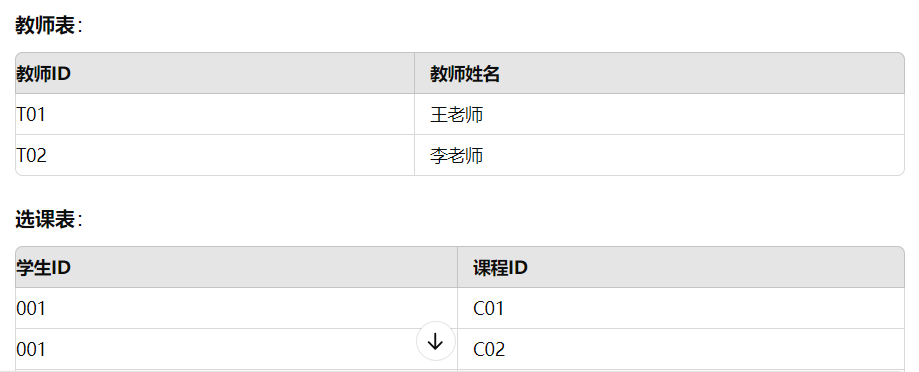 教师表：
教师ID 教师姓名
T01 王老师
T02 李老师
选课表：
学生ID 课程ID
001 C01
001 C02